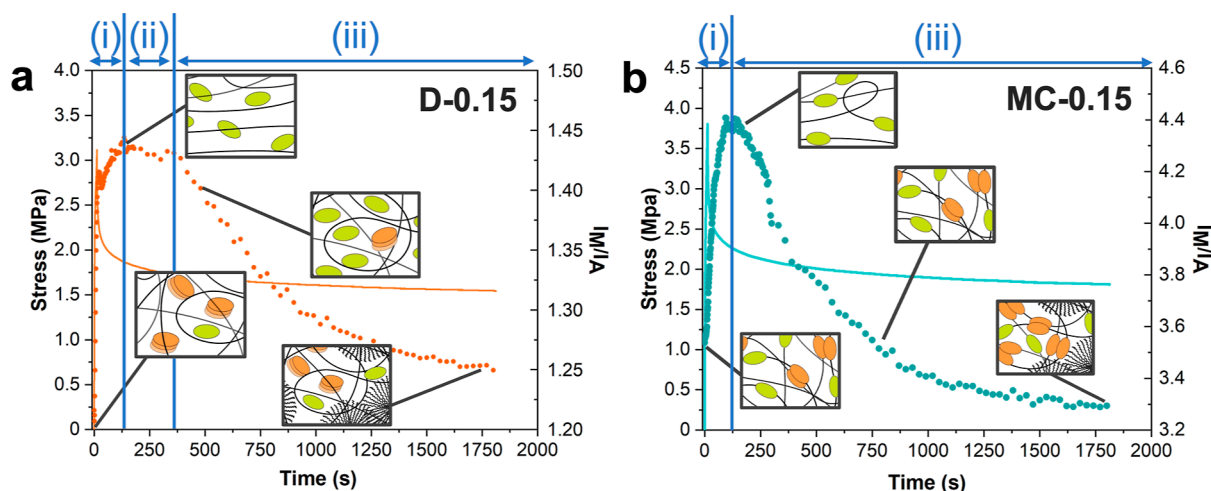 (i) (ii) (iii)
a
D-0.15
Stress (MPa)
4.0
3.5
3.0
2.5
2.0
1.5
1.0
0.5
0
0 250 500 750 1000 1250 1500 1750 2000
Time (s)
1.50
1.45
1.40
1.35
1.30
1.25
1.20
IM/IA
(i) (iii)
b
MC-0.15
Stress (Mpa)
4.5
4.0
3.5
3.0
2.5
2.0
1.5
1.0
0.5
0
0 250 500 750 1000 1250 1500 1750 2000
Time (s)
4.6
4.4
4.2
4.0
3.8
3.6
3.4
3.2
IM/IA